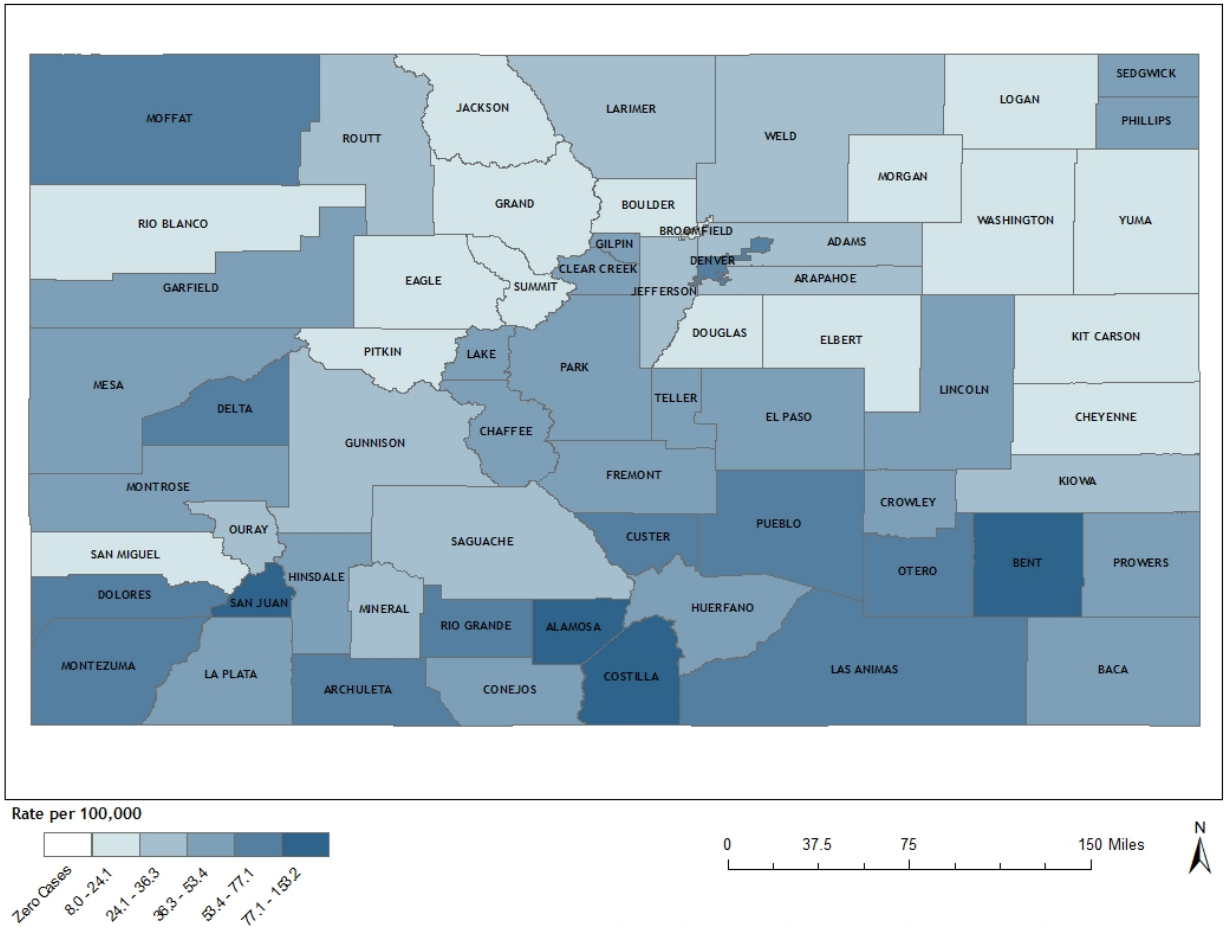 SEDGWICK
LOGAN
JACKSON
LARIMER
MOFFAT
PHILLIPS
WELD
ROUTT
MORGAN
GRAND
BOULDER
WASHINGTON
YUMA
RIO BLANCO
BROOMFIELD
ADAMS
GILPIN
DENVER
CLEAR CREEK
ARAPAHOE
EAGLE
SUMMIT
GARFIELD
JEFFERSON
DOUGLAS
ELBERT
KIT CARSON
PITKIN
LAKE
PARK
MESA
LINCOLN
TELLER
DELTA
EL PASO
CHEYENNE
CHAFFEE
GUNNISON
FREMONT
KIOWA
MONTROSE
CROWLEY
PUEBLO
OURAY
CUSTER
SAGUACHE
SAN MIGUEL
BENT
PROWERS
OTERO
HINSDALE
DOLORES
SAN JUAN
MINERAL
HUERFANO
RIO GRANDE
ALAMOSA
MONTEZUMA
LA PLATA
COSTILLA
LAS ANIMAS
BACA
ARCHULETA
CONEJOS
Rate per 100,000
Zero Cases
8.0 - 24.1
24.1 - 36.3
36.3 - 53.4
53.4 - 77.1
77.1 - 153.2
0 37.5 75 150 Miles
N